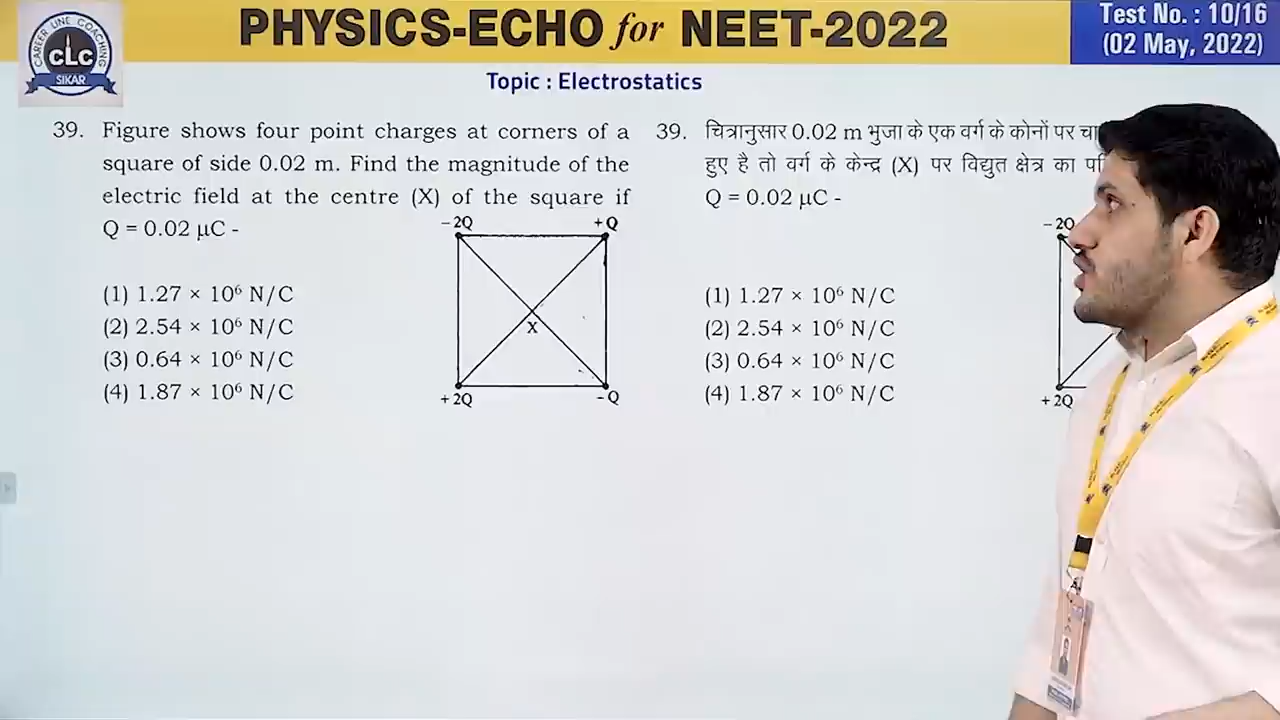 CAREER LINE COACHING
CLC
SIKAR
PHYSICS-ECHO for NEET-2022
Test No. : 10/16
(02 May, 2022)
Topic : Electrostatics
39. Figure shows four point charges at corners of a
square of side 0.02 m. Find the magnitude of the
electric field at the centre (X) of the square if
Q = 0.02 μC -
– 2Q
+ Q
X
+ 2Q
– Q
(1) 1.27 × 10⁶ N/C
(2) 2.54 × 10⁶ N/C
(3) 0.64 × 10⁶ N/C
(4) 1.87 × 10⁶ N/C
39. चित्रानुसार 0.02 m भुजा के एक वर्ग के कोनों पर
हुए है तो वर्ग के केन्द्र (X) पर विद्युत क्षेत्र का
Q = 0.02 μC -
– 2Q
+ 2Q
(1) 1.27 × 10⁶ N/C
(2) 2.54 × 10⁶ N/C
(3) 0.64 × 10⁶ N/C
(4) 1.87 × 10⁶ N/C